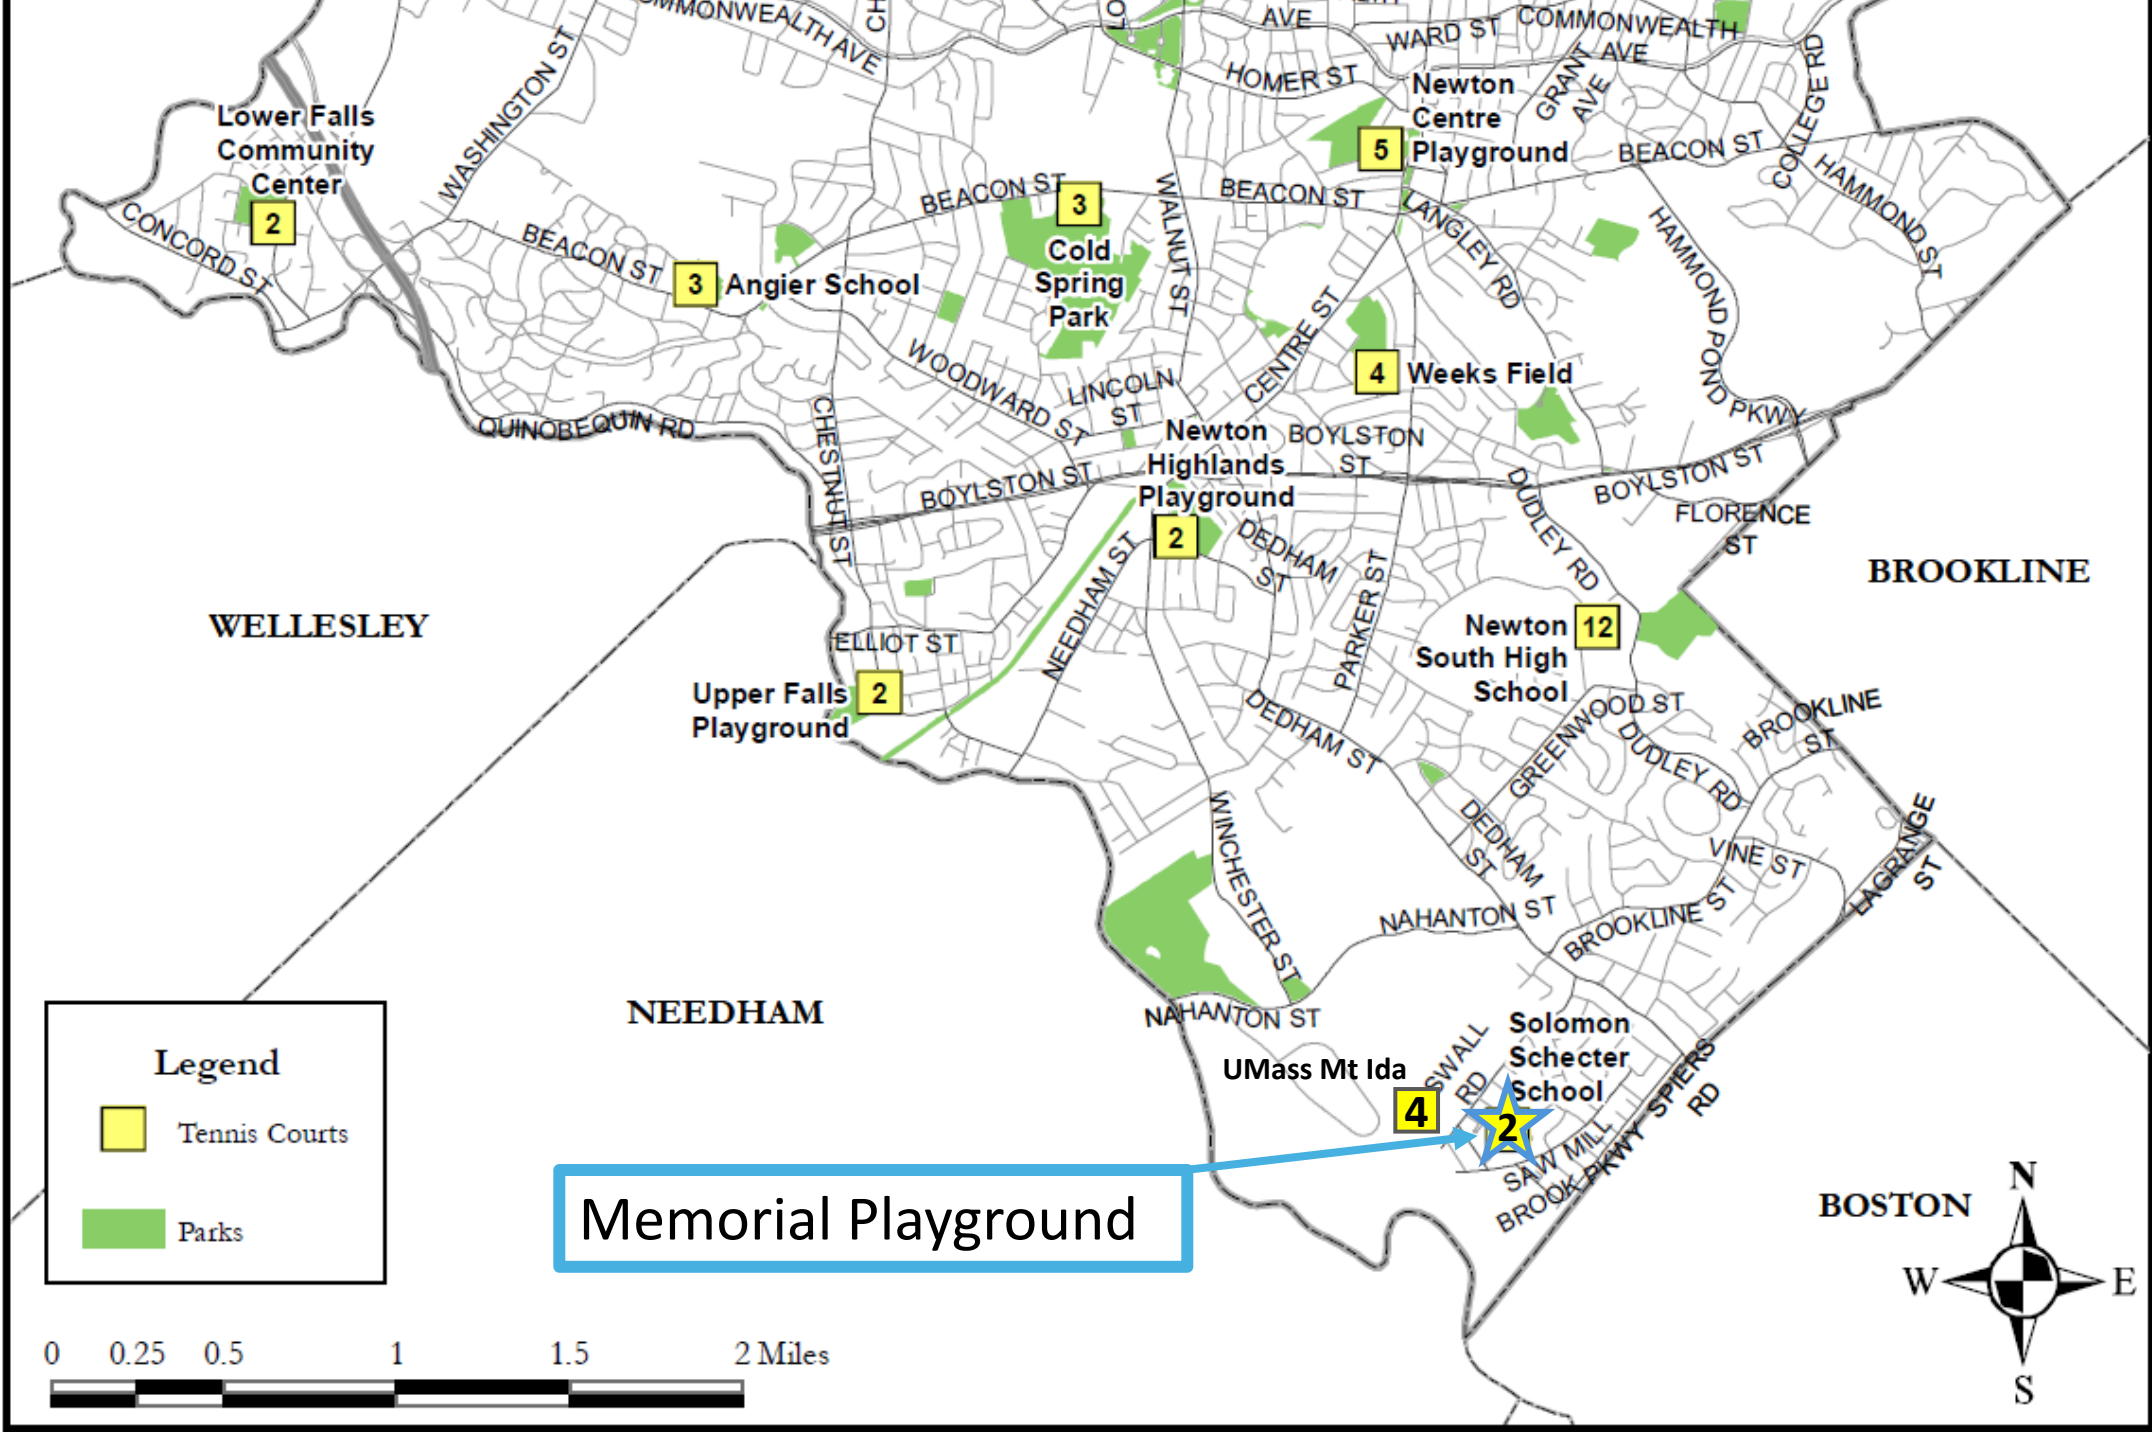 OMMONWEALTH AVE
CH
LO
AVE
WARD ST
COMMONWEALTH
AVE
HOMER ST
GRANT
AVE
COLLEGE RD
WASHINGTON ST
Newton
Centre
Playground
5
BEACON ST
HAMMOND ST
Lower Falls
Community
Center
2
CONCORD ST
BEACON ST
3
Angier School
BEACON ST
3
Cold
Spring
Park
WALNUT ST
BEACON ST
LANGLEY RD
HAMMOND POND PKWY
CENTRE ST
4
Weeks Field
WOODWARD ST
LINCOLN
ST
QUINOBEQUIN RD
CHESTNUT ST
BOYLSTON ST
Newton
Highlands
Playground
2
BOYLSTON
ST
BOYLSTON ST
FLORENCE
ST
DUDLEY RD
DEDHAM
ST
NEEDHAM ST
PARKER ST
BROOKLINE
WELLESLEY
ELLIOT ST
Newton
South High
School
12
Upper Falls
Playground
2
DEDHAM ST
GREENWOOD ST
DUDLEY RD
BROOKLINE
ST
WINCHESTER ST
DEDHAM
ST
VINE ST
LAGRANGE
ST
NAHANTON ST
BROOKLINE ST
NEEDHAM
NAHANTON ST
UMass Mt Ida
4
SWALL
RD
Solomon
Schecter
School
2
SPIERS
RD
SAW MILL
BROOK PKWY
Memorial Playground
BOSTON
Legend
Tennis Courts
Parks
N
W
E
S
0 0.25 0.5 1 1.5 2 Miles